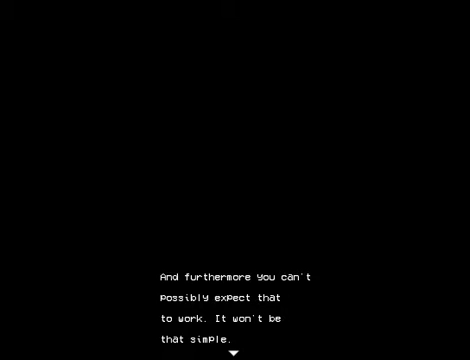 And furthermore you can't
possibly expect that
to work. It won't be
that simple.